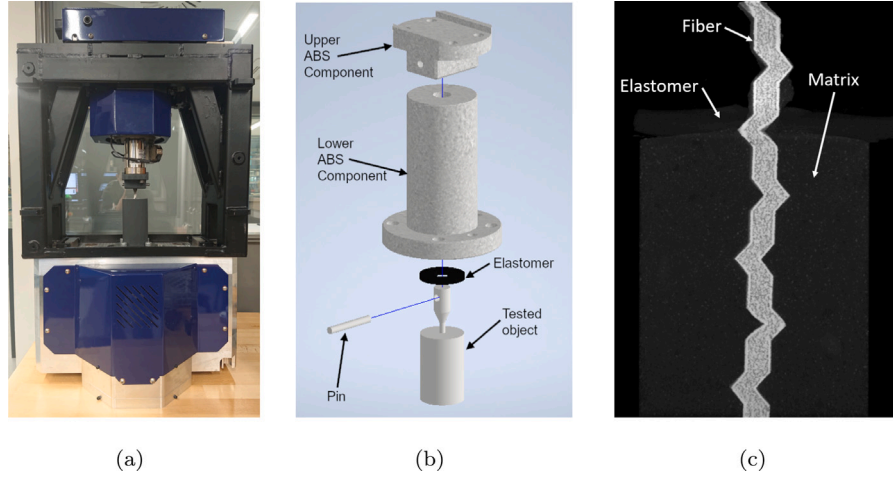 Upper
ABS
Component
Lower
ABS
Component
Elastomer
Tested
object
Pin
Fiber
Elastomer
Matrix
(a)
(b)
(c)